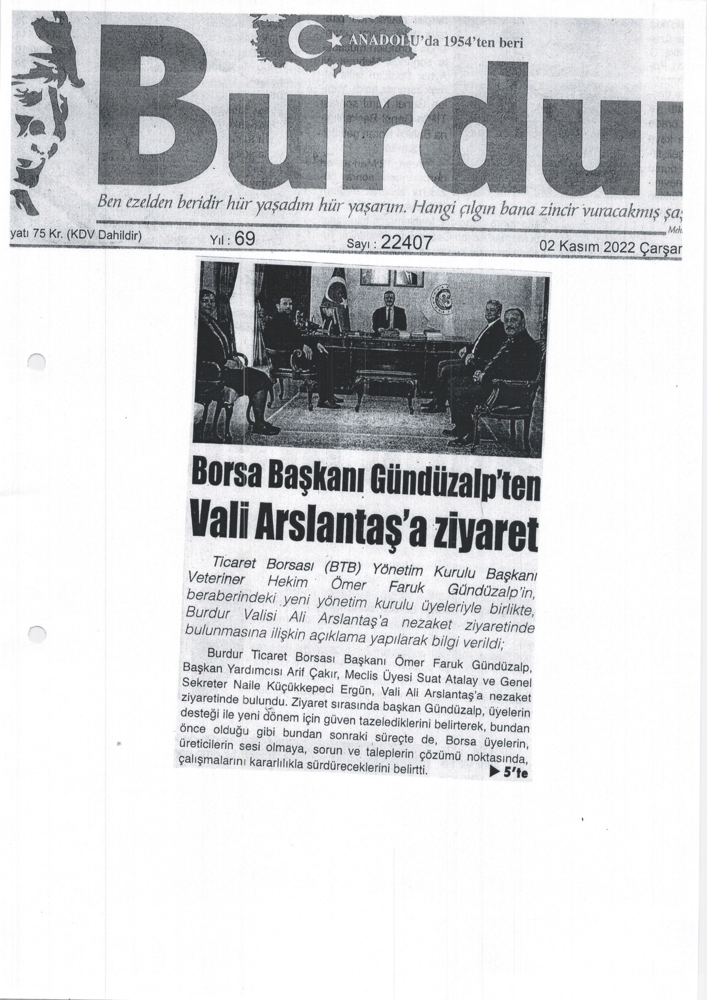 ANADOLU'da 1954'ten beri
Burdu
Ben ezelden beridir hür yaşadım hür yaşarım. Hangi çılgın bana zincir vuracakmış şaş
Meh
yatı 75 Kr. (KDV Dahildir)
Yıl : 69
Sayı : 22407
02 Kasım 2022 Çarşar
Borsa Başkanı Gündüzalp'ten
Vali Arslantaş'a ziyaret
Ticaret Borsası (BTB) Yönetim Kurulu Başkanı
Veteriner Hekim Ömer Faruk Gündüzalp'in,
beraberindeki yeni yönetim kurulu üyeleriyle birlikte,
Burdur Valisi Ali Arslantaş'a nezaket ziyaretinde
bulunmasına ilişkin açıklama yapılarak bilgi verildi;
Burdur Ticaret Borsası Başkanı Ömer Faruk Gündüzalp,
Başkan Yardımcısı Arif Çakır, Meclis Üyesi Suat Atalay ve Genel
Sekreter Naile Küçükkepeci Ergün, Vali Ali Arslantaş'a nezaket
ziyaretinde bulundu. Ziyaret sırasında başkan Gündüzalp, üyelerin
desteği ile yeni dönem için güven tazelediklerini belirterek, bundan
önce olduğu gibi bundan sonraki süreçte de, Borsa üyelerin,
üreticilerin sesi olmaya, sorun ve taleplerin çözümü noktasında,
çalışmalarını kararlılıkla sürdüreceklerini belirtti.
▶ 5'te